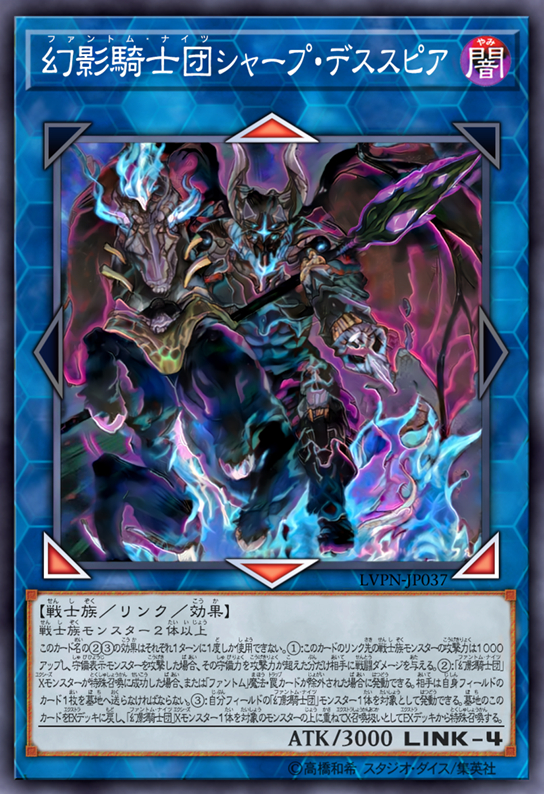 ファントム・ナイツ
幻影騎士団シャープ・デススピア
やみ
闇
LVPN-JP037
【戦士族／リンク／効果】
戦士族モンスター２体以上
このカード名の②③の効果はそれぞれ１ターンに１度しか使用できない。①：このカードのリンク先の戦士族モンスターの攻撃力は１０００
アップし、守備表示モンスターを攻撃した場合、その守備力を攻撃力が超えた分だけ相手に戦闘ダメージを与える。②：「幻影騎士団」
Xモンスターが特殊召喚に成功した場合、または「ファントム」魔法・罠カードが除外された場合に発動できる。相手は自身フィールドの
カード１枚を墓地へ送らなければならない。③：自分フィールドの「幻影騎士団」モンスター１体を対象として発動できる。墓地のこの
カードをEXデッキに戻し、「幻影騎士団」Xモンスター１体を対象のモンスターの上に重ねてX召喚扱いとしてEXデッキから特殊召喚する。
ATK/3000 LINK-4
©高橋和希 スタジオ・ダイス/集英社